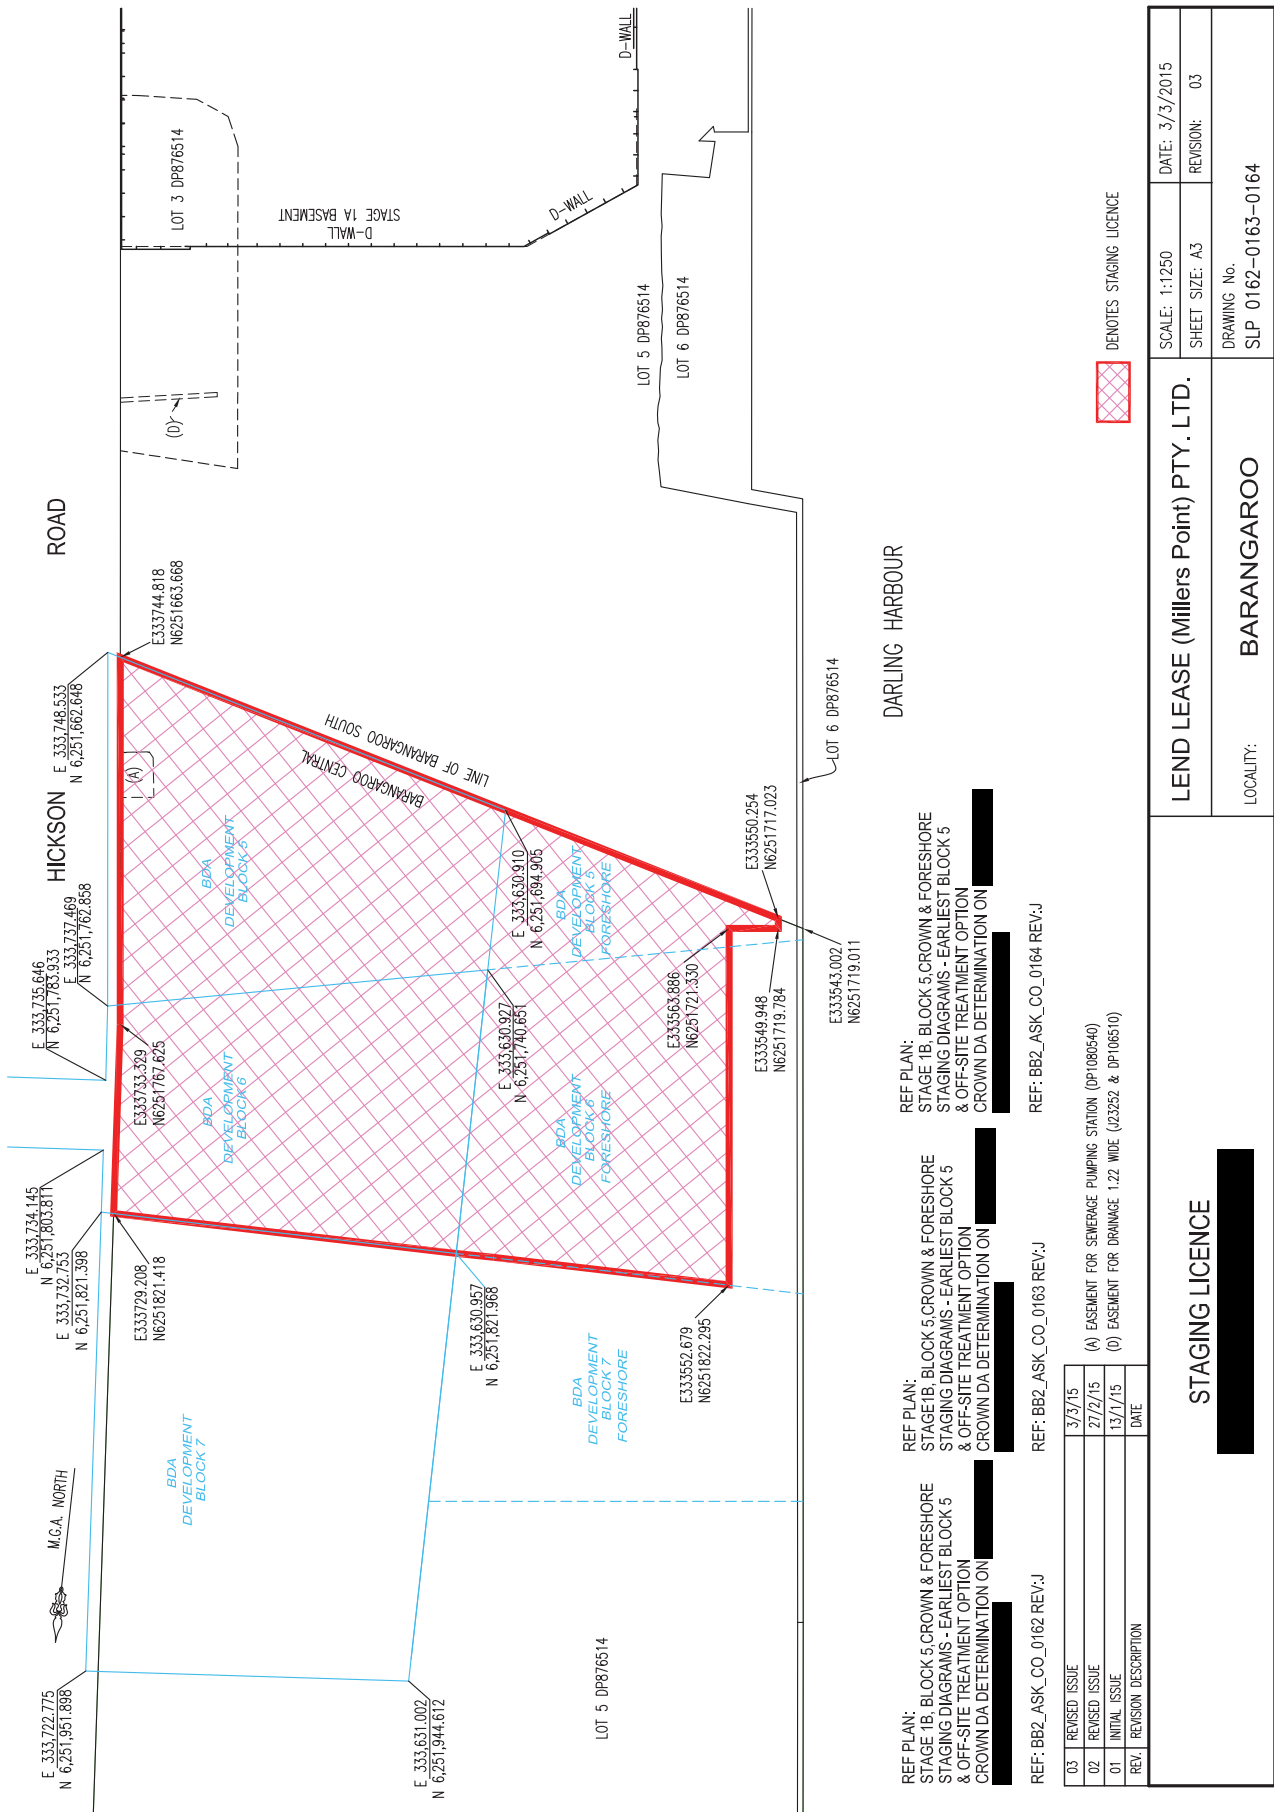 HICKSON ROAD
M.G.A. NORTH
E 333,722.775
N 6,251,951.898
E 333,732.753
N 6,251,821.398
E 333,734.145
N 6,251,803.811
E 333,735.646
N 6,251,783.933
E 333,737.469
N 6,251,762.858
E 333,748.533
N 6,251,662.648
E333729.208
N6251821.418
E333733.329
N6251767.625
E333744.818
N6251663.668
(A)
(D)
LOT 3 DP876514
D-WALL
STAGE 1A BASEMENT
D-WALL
D-WALL
BDA
DEVELOPMENT
BLOCK 7
BDA
DEVELOPMENT
BLOCK 6
BDA
DEVELOPMENT
BLOCK 5
LINE OF BARANGAROO SOUTH
BARANGAROO CENTRAL
E 333,631.002
N 6,251,944.612
E 333,630.957
N 6,251,821.968
E 333,630.927
N 6,251,740.651
E 333,630.910
N 6,251,694.905
BDA
DEVELOPMENT
BLOCK 7
FORESHORE
BDA
DEVELOPMENT
BLOCK 6
FORESHORE
BDA
DEVELOPMENT
BLOCK 5
FORESHORE
LOT 5 DP876514
LOT 5 DP876514
LOT 6 DP876514
E333552.679
N6251822.295
E333563.886
N6251721.330
E333549.948
N6251719.784
E333550.254
N6251717.023
E333543.002
N6251719.011
LOT 6 DP876514
DARLING HARBOUR
REF PLAN:
STAGE 1B, BLOCK 5,CROWN & FORESHORE
STAGING DIAGRAMS - EARLIEST BLOCK 5
& OFF-SITE TREATMENT OPTION
CROWN DA DETERMINATION ON
REF: BB2_ASK_CO_0162 REV:J
REF PLAN:
STAGE1B, BLOCK 5,CROWN & FORESHORE
STAGING DIAGRAMS - EARLIEST BLOCK 5
& OFF-SITE TREATMENT OPTION
CROWN DA DETERMINATION ON
REF: BB2_ASK_CO_0163 REV:J
REF PLAN:
STAGE 1B, BLOCK 5,CROWN & FORESHORE
STAGING DIAGRAMS - EARLIEST BLOCK 5
& OFF-SITE TREATMENT OPTION
CROWN DA DETERMINATION ON
REF: BB2_ASK_CO_0164 REV:J
(A) EASEMENT FOR SEWERAGE PUMPING STATION (DP1080540)
(D) EASEMENT FOR DRAINAGE 1.22 WIDE (J23252 & DP106510)
DENOTES STAGING LICENCE
03 REVISED ISSUE 3/3/15
02 REVISED ISSUE 27/2/15
01 INITIAL ISSUE 13/1/15
REV. REVISION DESCRIPTION DATE
STAGING LICENCE
LEND LEASE (Millers Point) PTY. LTD.
LOCALITY: BARANGAROO
SCALE: 1:1250
DATE: 3/3/2015
SHEET SIZE: A3
REVISION: 03
DRAWING No.
SLP 0162-0163-0164